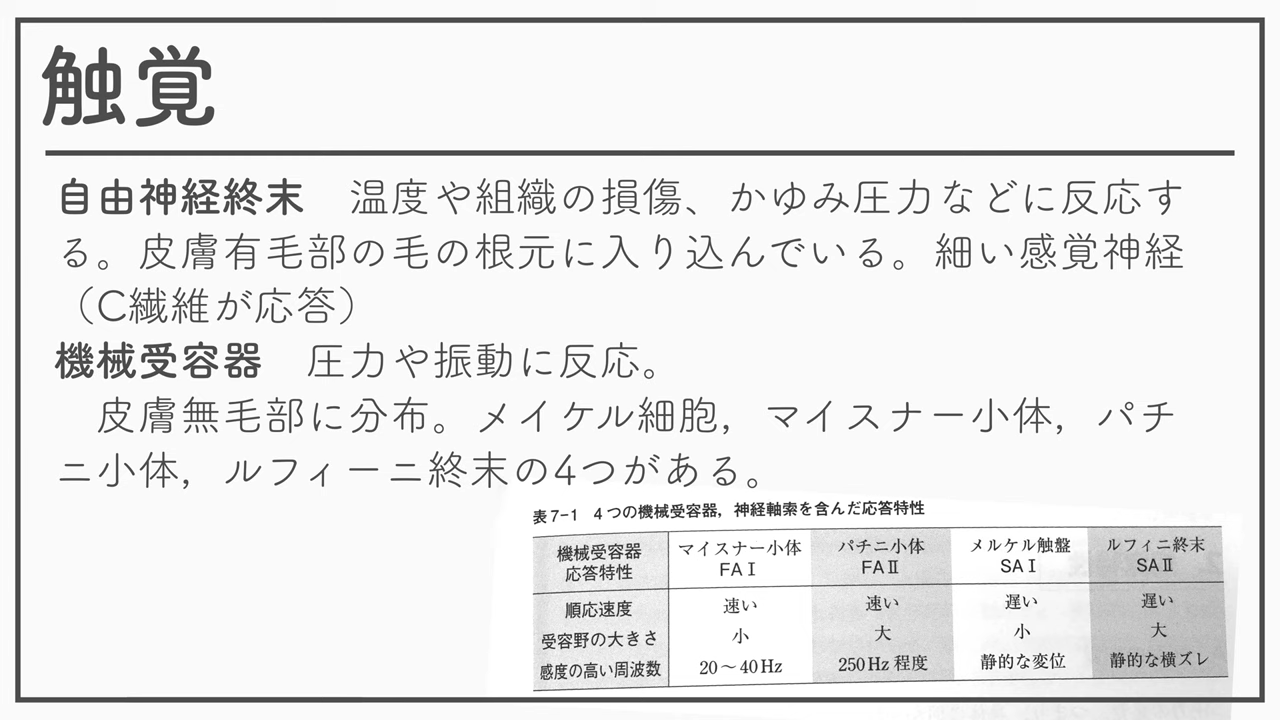 触覚
自由神経終末　温度や組織の損傷、かゆみ圧力などに反応す
る。皮膚有毛部の毛の根元に入り込んでいる。細い感覚神経
（C繊維が応答）
機械受容器　圧力や振動に反応。
　皮膚無毛部に分布。メイケル細胞，マイスナー小体，パチ
ニ小体，ルフィーニ終末の4つがある。
表7-1　4つの機械受容器，神経軸索を含んだ応答特性
機械受容器　マイスナー小体　パチニ小体　メルケル触盤　ルフィニ終末
応答特性　FAⅠ　FAⅡ　SAⅠ　SAⅡ
順応速度　速い　速い　遅い　遅い
受容野の大きさ　小　大　小　大
感度の高い周波数　20〜40Hz　250Hz 程度　静的な変位　静的な横ズレ